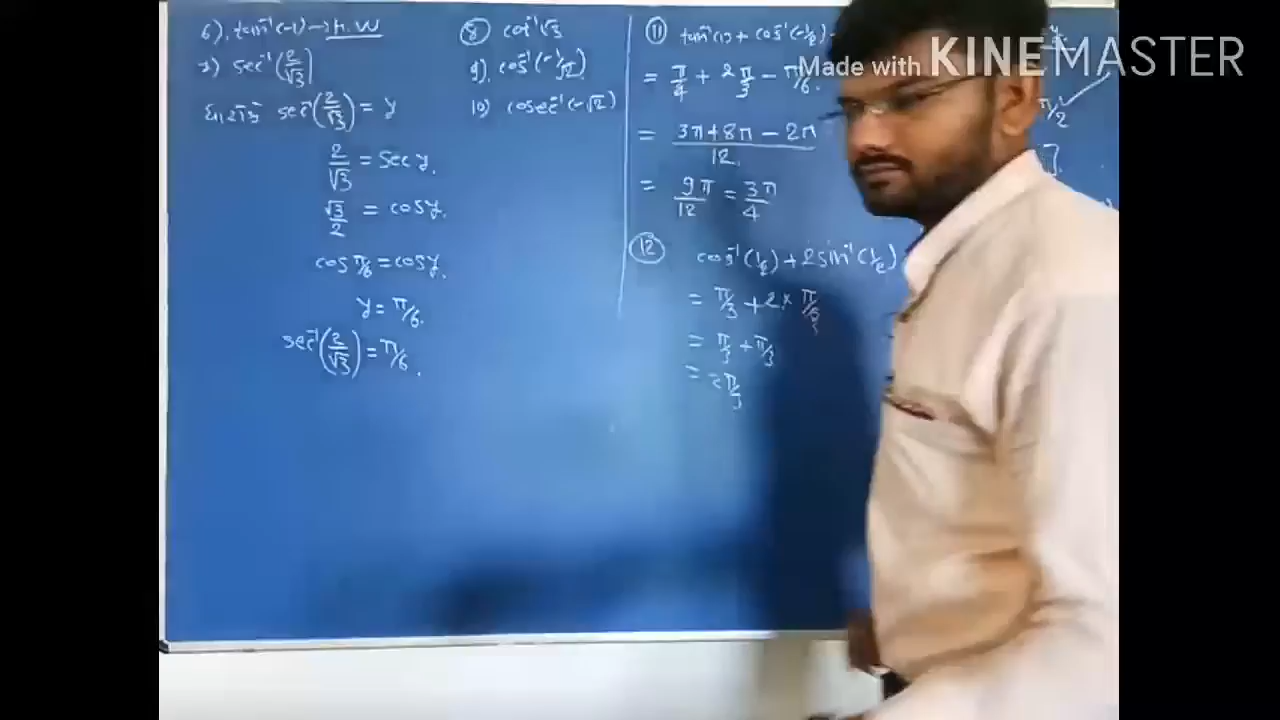 6). tan⁻¹(-1) → H.W
7) sec⁻¹(2/√3)
ધારોકે sec⁻¹(2/√3) = y
2/√3 = sec y.
√3/2 = cosy.
cos π/6 = cosy.
y = π/6.
sec⁻¹(2/√3) = π/6.
8) cot⁻¹√3
9). cos⁻¹(-1/√2)
10) cosec⁻¹(-√2)
11) tan⁻¹(1) + cos⁻¹(-1/2) -
= π/4 + 2π/3 - π/6.
= 3π + 8π - 2π / 12.
= 9π/12 = 3π/4
12) cos⁻¹(1/2) + 2sin⁻¹(1/2)
= π/3 + 2 × π/6
= π/3 + π/3
= 2π/3
π/2
Made with KINEMASTER